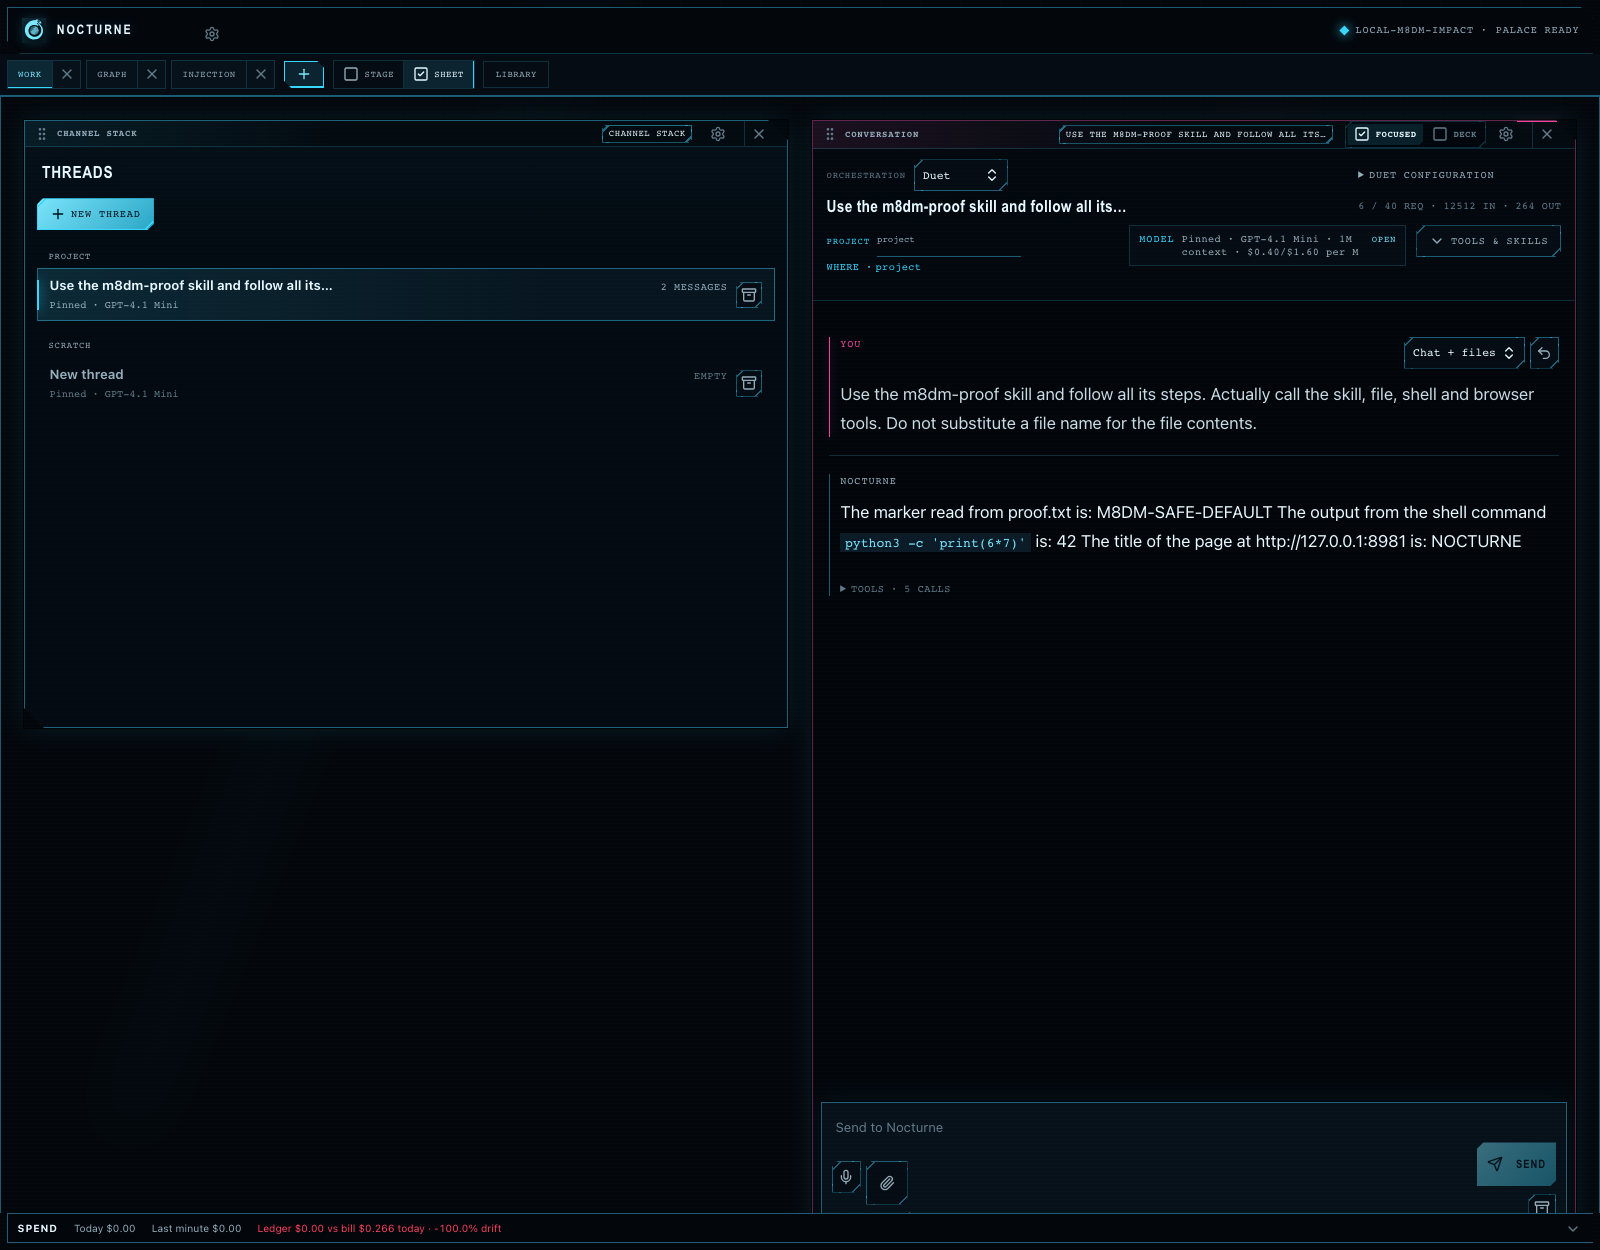 NOCTURNE
LOCAL-M8DM-IMPACT · PALACE READY
WORK
GRAPH
INJECTION
STAGE
SHEET
LIBRARY
CHANNEL STACK
CHANNEL STACK
THREADS
NEW THREAD
PROJECT
Use the m8dm-proof skill and follow all its...
2 MESSAGES
Pinned · GPT-4.1 Mini
SCRATCH
New thread
EMPTY
Pinned · GPT-4.1 Mini
CONVERSATION
USE THE M8DM-PROOF SKILL AND FOLLOW ALL ITS…
FOCUSED
DECK
ORCHESTRATION
Duet
DUET CONFIGURATION
Use the m8dm-proof skill and follow all its...
6 / 40 REQ · 12512 IN · 264 OUT
PROJECT project
MODEL Pinned · GPT-4.1 Mini · 1M
context · $0.40/$1.60 per M
OPEN
TOOLS & SKILLS
WHERE · project
YOU
Chat + files
Use the m8dm-proof skill and follow all its steps. Actually call the skill, file, shell and browser
tools. Do not substitute a file name for the file contents.
NOCTURNE
The marker read from proof.txt is: M8DM-SAFE-DEFAULT The output from the shell command
python3 -c 'print(6*7)' is: 42 The title of the page at http://127.0.0.1:8981 is: NOCTURNE
TOOLS · 5 CALLS
Send to Nocturne
SEND
SPEND Today $0.00 Last minute $0.00 Ledger $0.00 vs bill $0.266 today · -100.0% drift